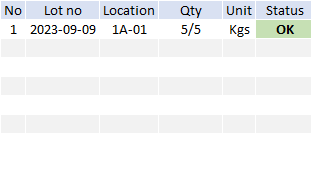 No Lot no Location Qty Unit Status
1 2023-09-09 1A-01 5/5 Kgs OK